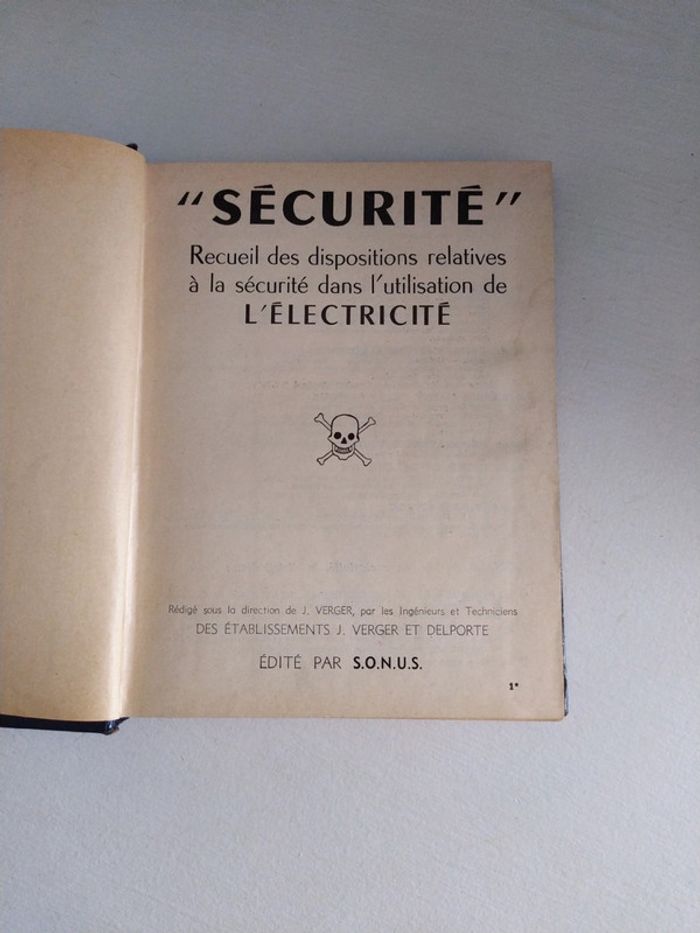 "SÉCURITÉ"
Recueil des dispositions relatives
à la sécurité dans l'utilisation de
L'ÉLECTRICITÉ
Rédigé sous la direction de J. VERGER, par les Ingénieurs et Techniciens
DES ÉTABLISSEMENTS J. VERGER ET DELPORTE
ÉDITÉ PAR S.O.N.U.S.
1*